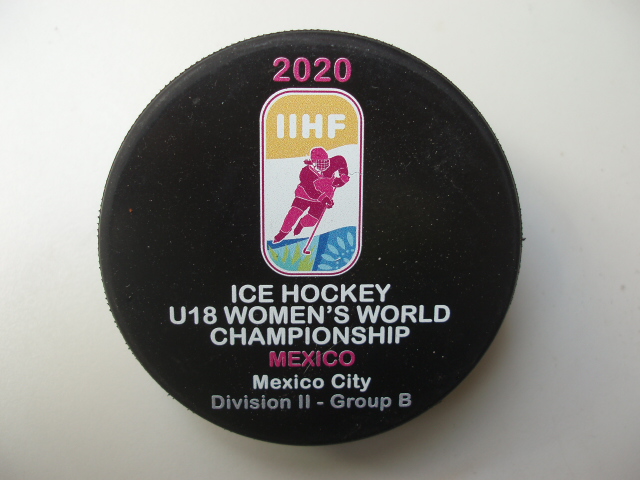 2020
IIHF
ICE HOCKEY
U18 WOMEN'S WORLD
CHAMPIONSHIP
MEXICO
Mexico City
Division II - Group B